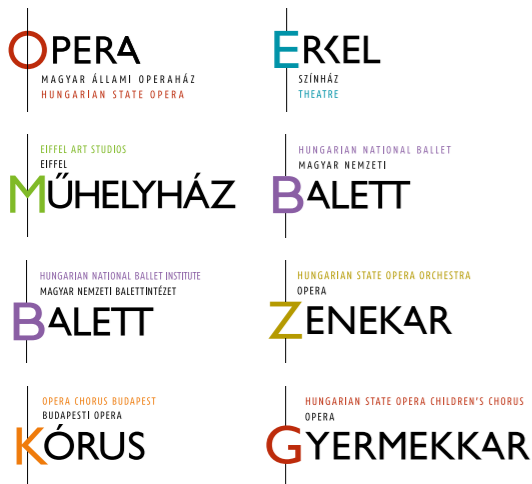 OPERA
MAGYAR ÁLLAMI OPERAHÁZ
HUNGARIAN STATE OPERA
ERKEL
SZÍNHÁZ
THEATRE
EIFFEL ART STUDIOS
EIFFEL
MŰHELYHÁZ
HUNGARIAN NATIONAL BALLET
MAGYAR NEMZETI
BALETT
HUNGARIAN NATIONAL BALLET INSTITUTE
MAGYAR NEMZETI BALETTINTÉZET
BALETT
HUNGARIAN STATE OPERA ORCHESTRA
OPERA
ZENEKAR
OPERA CHORUS BUDAPEST
BUDAPESTI OPERA
KÓRUS
HUNGARIAN STATE OPERA CHILDREN'S CHORUS
OPERA
GYERMEKKAR